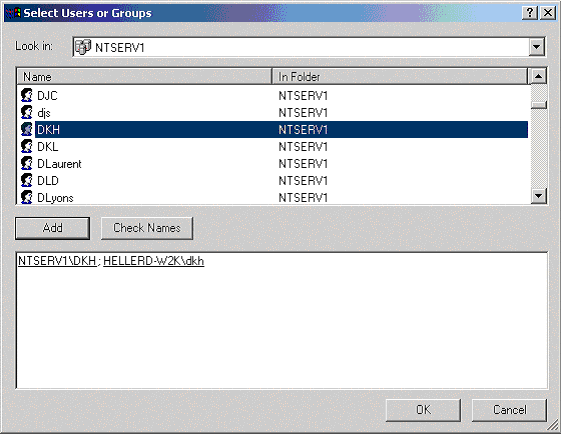 Select Users or Groups
Look in: NTSERV1
Name In Folder
DJC NTSERV1
djs NTSERV1
DKH NTSERV1
DKL NTSERV1
DLaurent NTSERV1
DLD NTSERV1
DLyons NTSERV1
Add Check Names
NTSERV1\DKH; HELLERD-W2K\dkh
OK Cancel